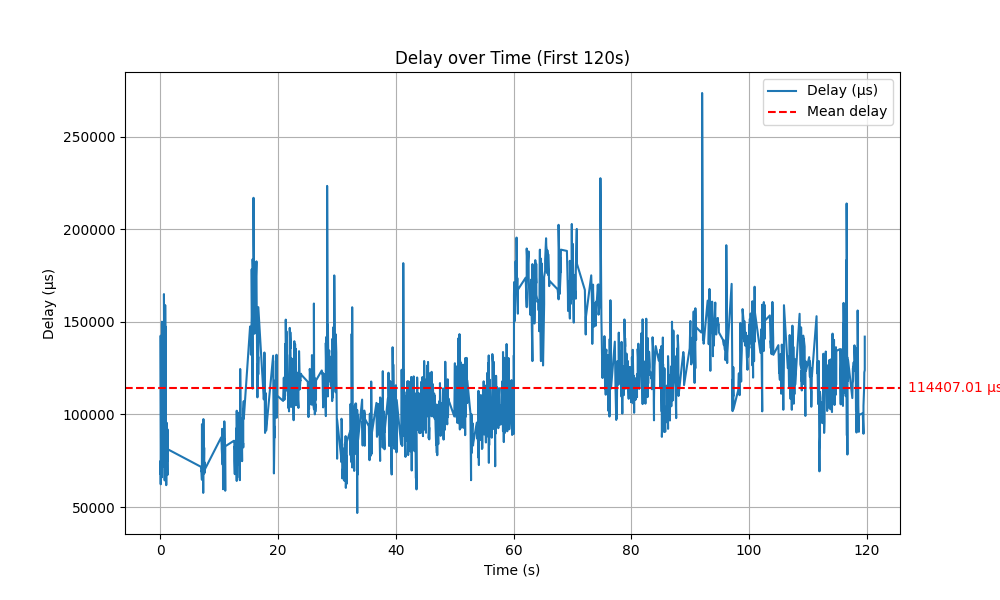 Delay over Time (First 120s)
Delay (µs)
Mean delay
250000
200000
150000
100000
50000
Delay (µs)
114407.01 µs
0 20 40 60 80 100 120
Time (s)